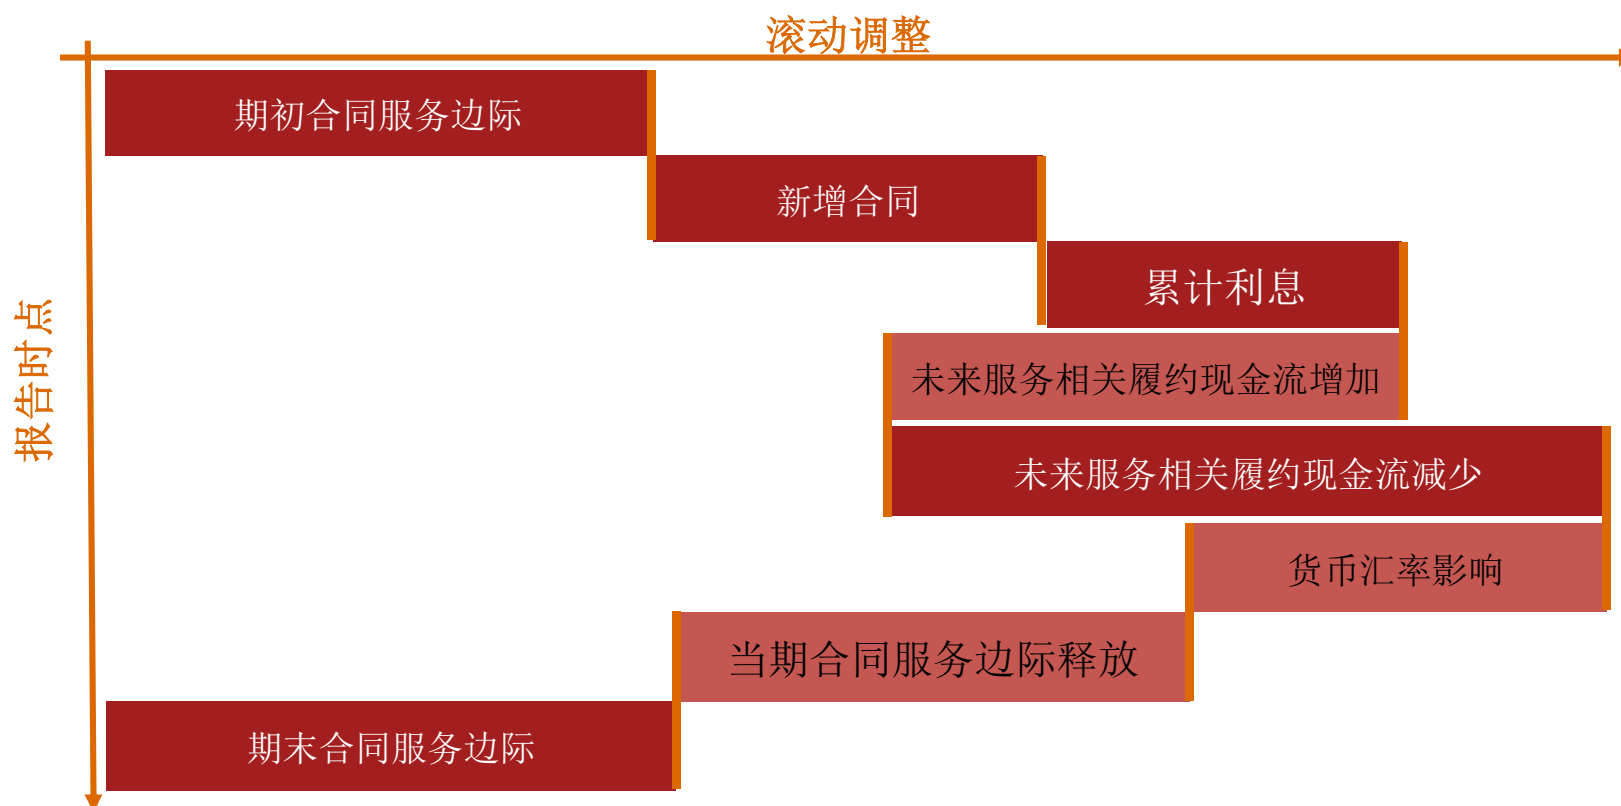 滚动调整
期初合同服务边际
新增合同
累计利息
报告时点
未来服务相关履约现金流增加
未来服务相关履约现金流减少
货币汇率影响
当期合同服务边际释放
期末合同服务边际